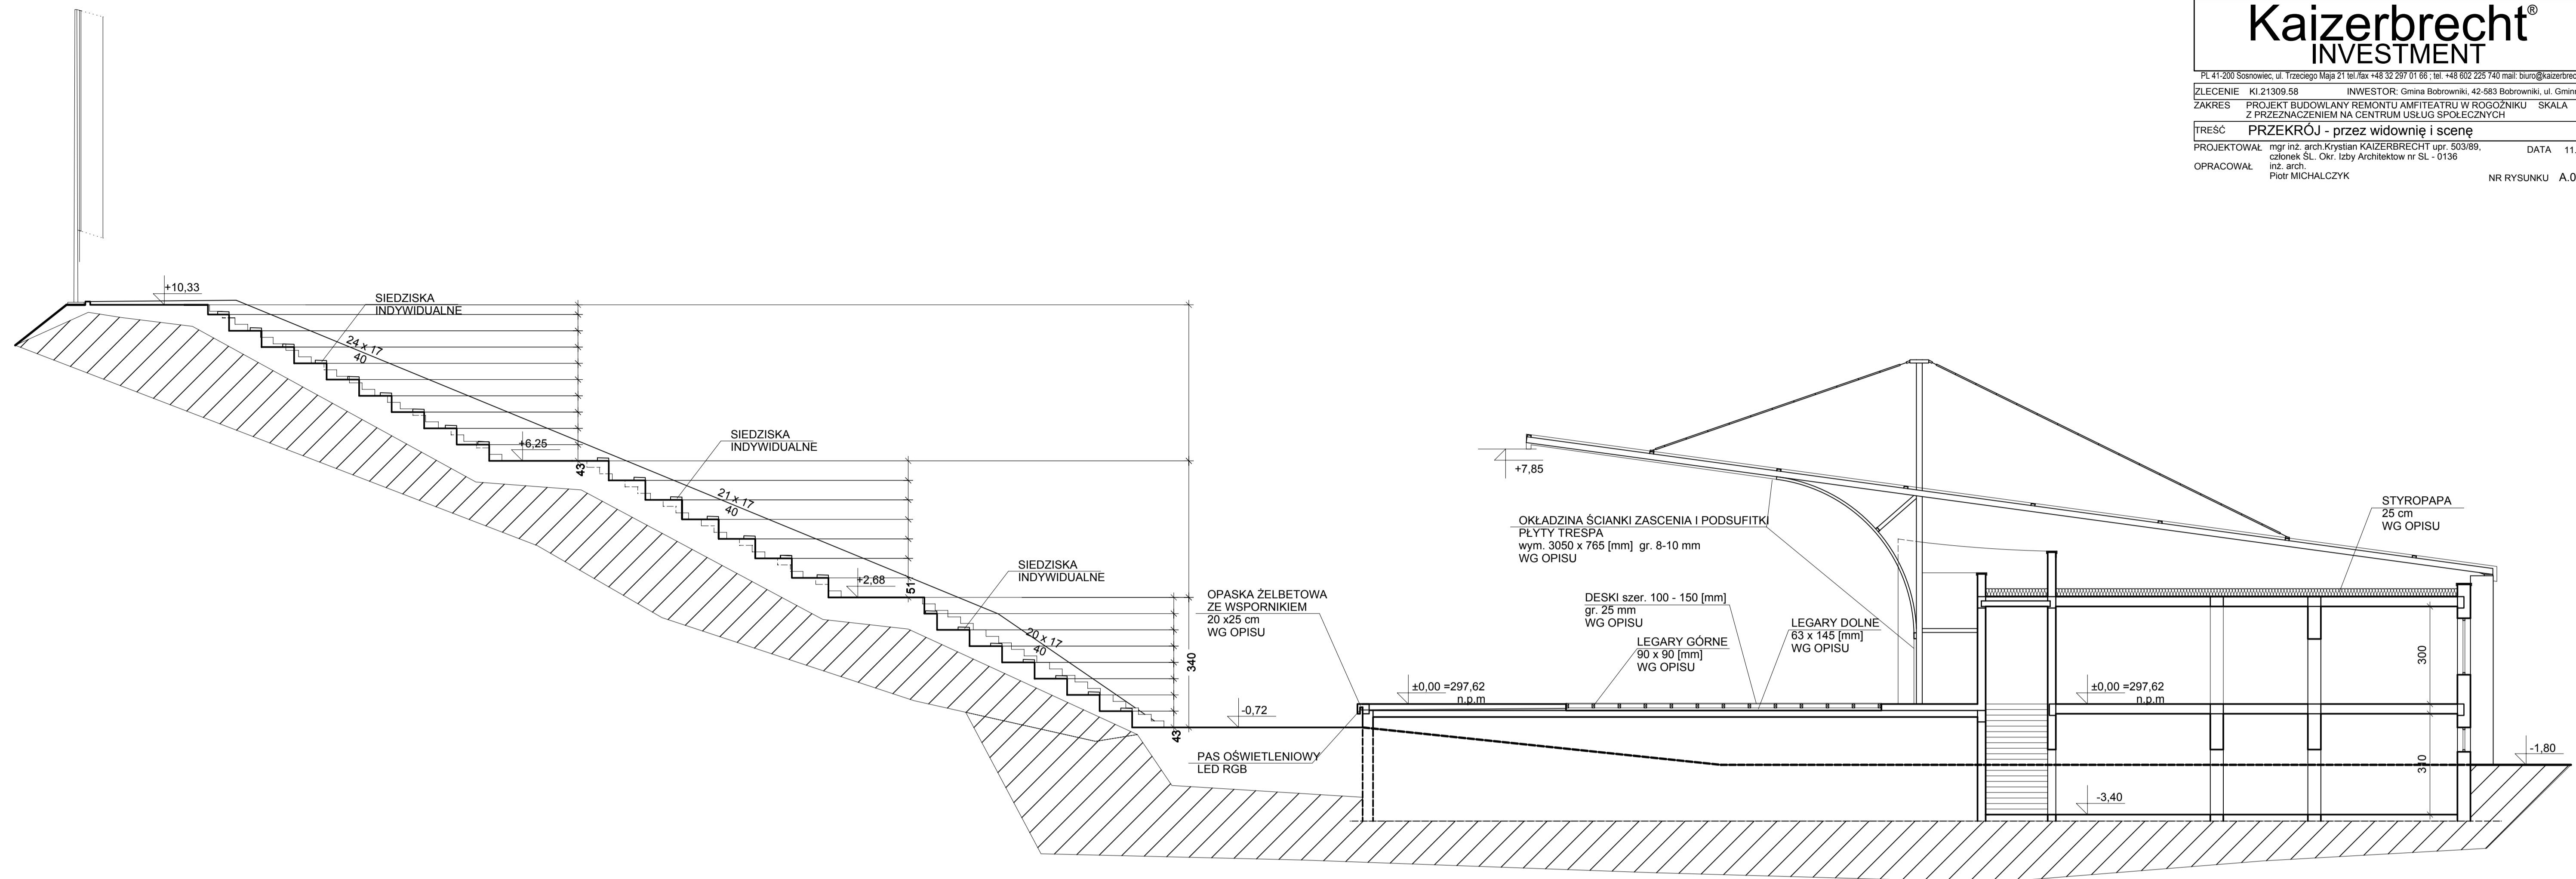 Kaizerbrecht®
INVESTMENT
PL 41-200 Sosnowiec, ul. Trzeciego Maja 21 tel./fax +48 32 297 01 66 ; tel. +48 602 225 740 mail: biuro@kaizerbrec
ZLECENIE KI.21309.58 INWESTOR: Gmina Bobrowniki, 42-583 Bobrowniki, ul. Gminn
ZAKRES PROJEKT BUDOWLANY REMONTU AMFITEATRU W ROGOŹNIKU SKALA
Z PRZEZNACZENIEM NA CENTRUM USŁUG SPOŁECZNYCH
TREŚĆ PRZEKRÓJ - przez widownię i scenę
PROJEKTOWAŁ mgr inż. arch.Krystian KAIZERBRECHT upr. 503/89, DATA 11.
członek ŚL. Okr. Izby Architektow nr SL - 0136
OPRACOWAŁ inż. arch.
Piotr MICHALCZYK NR RYSUNKU A.0
+10,33
SIEDZISKA
INDYWIDUALNE
24 x 17
40
+6,25
43
SIEDZISKA
INDYWIDUALNE
21 x 17
40
+2,68
51
SIEDZISKA
INDYWIDUALNE
20 x 17
40
340
43
-0,72
OPASKA ŻELBETOWA
ZE WSPORNIKIEM
20 x25 cm
WG OPISU
PAS OŚWIETLENIOWY
LED RGB
+7,85
OKŁADZINA ŚCIANKI ZASCENIA I PODSUFITKI
PŁYTY TRESPA
wym. 3050 x 765 [mm] gr. 8-10 mm
WG OPISU
DESKI szer. 100 - 150 [mm]
gr. 25 mm
WG OPISU
LEGARY GÓRNE
90 x 90 [mm]
WG OPISU
LEGARY DOLNE
63 x 145 [mm]
WG OPISU
±0,00 =297,62
n.p.m
STYROPAPA
25 cm
WG OPISU
300
±0,00 =297,62
n.p.m
310
-3,40
-1,80